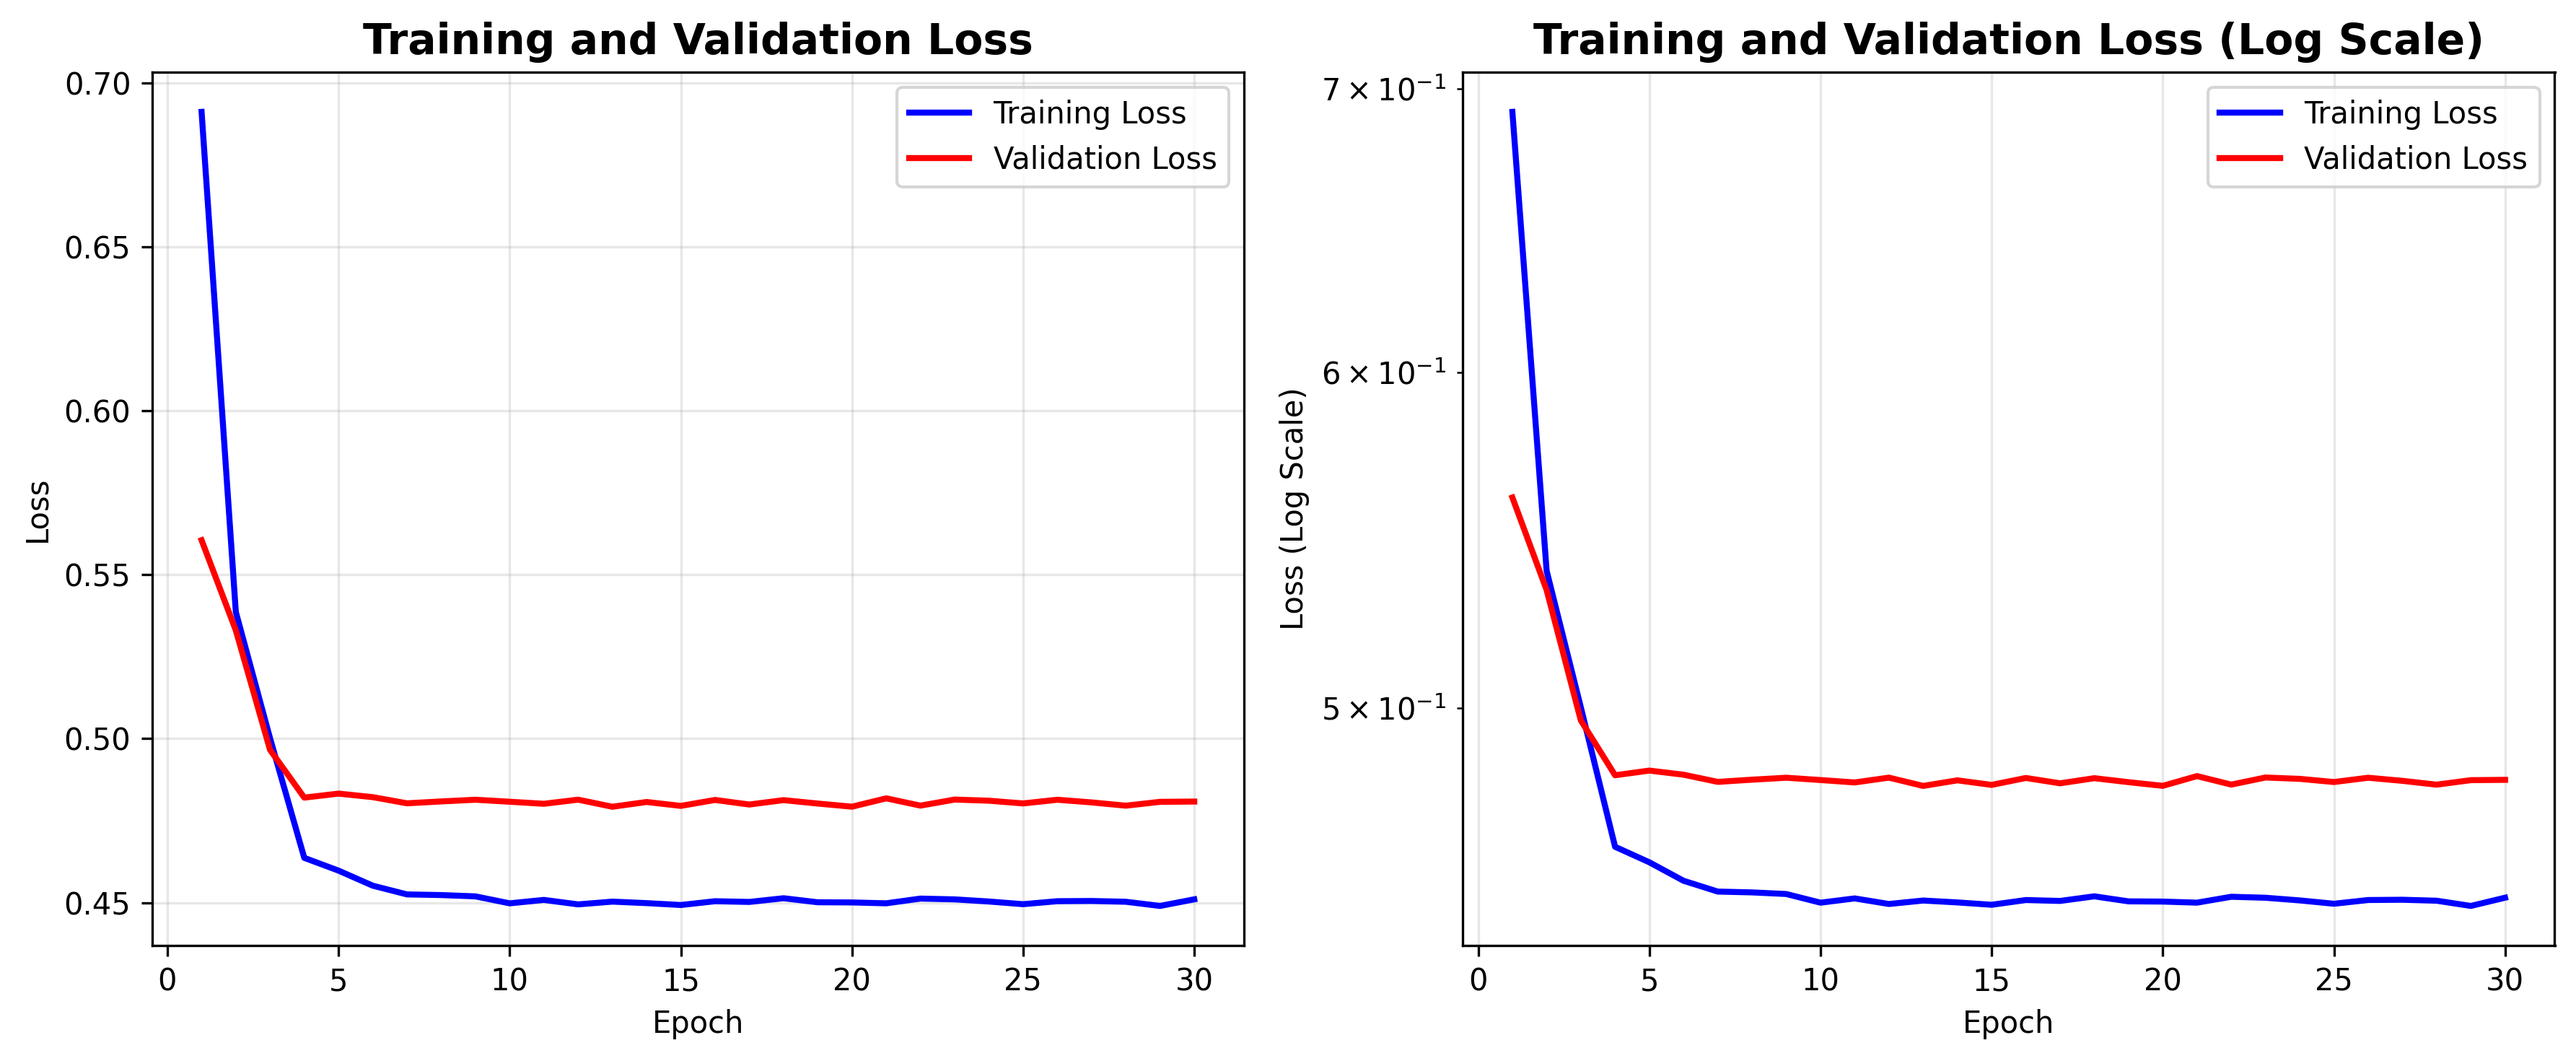 Training and Validation Loss
0.70
0.65
0.60
0.55
0.50
0.45
Loss
0 5 10 15 20 25 30
Epoch
Training Loss
Validation Loss
Training and Validation Loss (Log Scale)
7 × 10⁻¹
6 × 10⁻¹
5 × 10⁻¹
Loss (Log Scale)
0 5 10 15 20 25 30
Epoch
Training Loss
Validation Loss